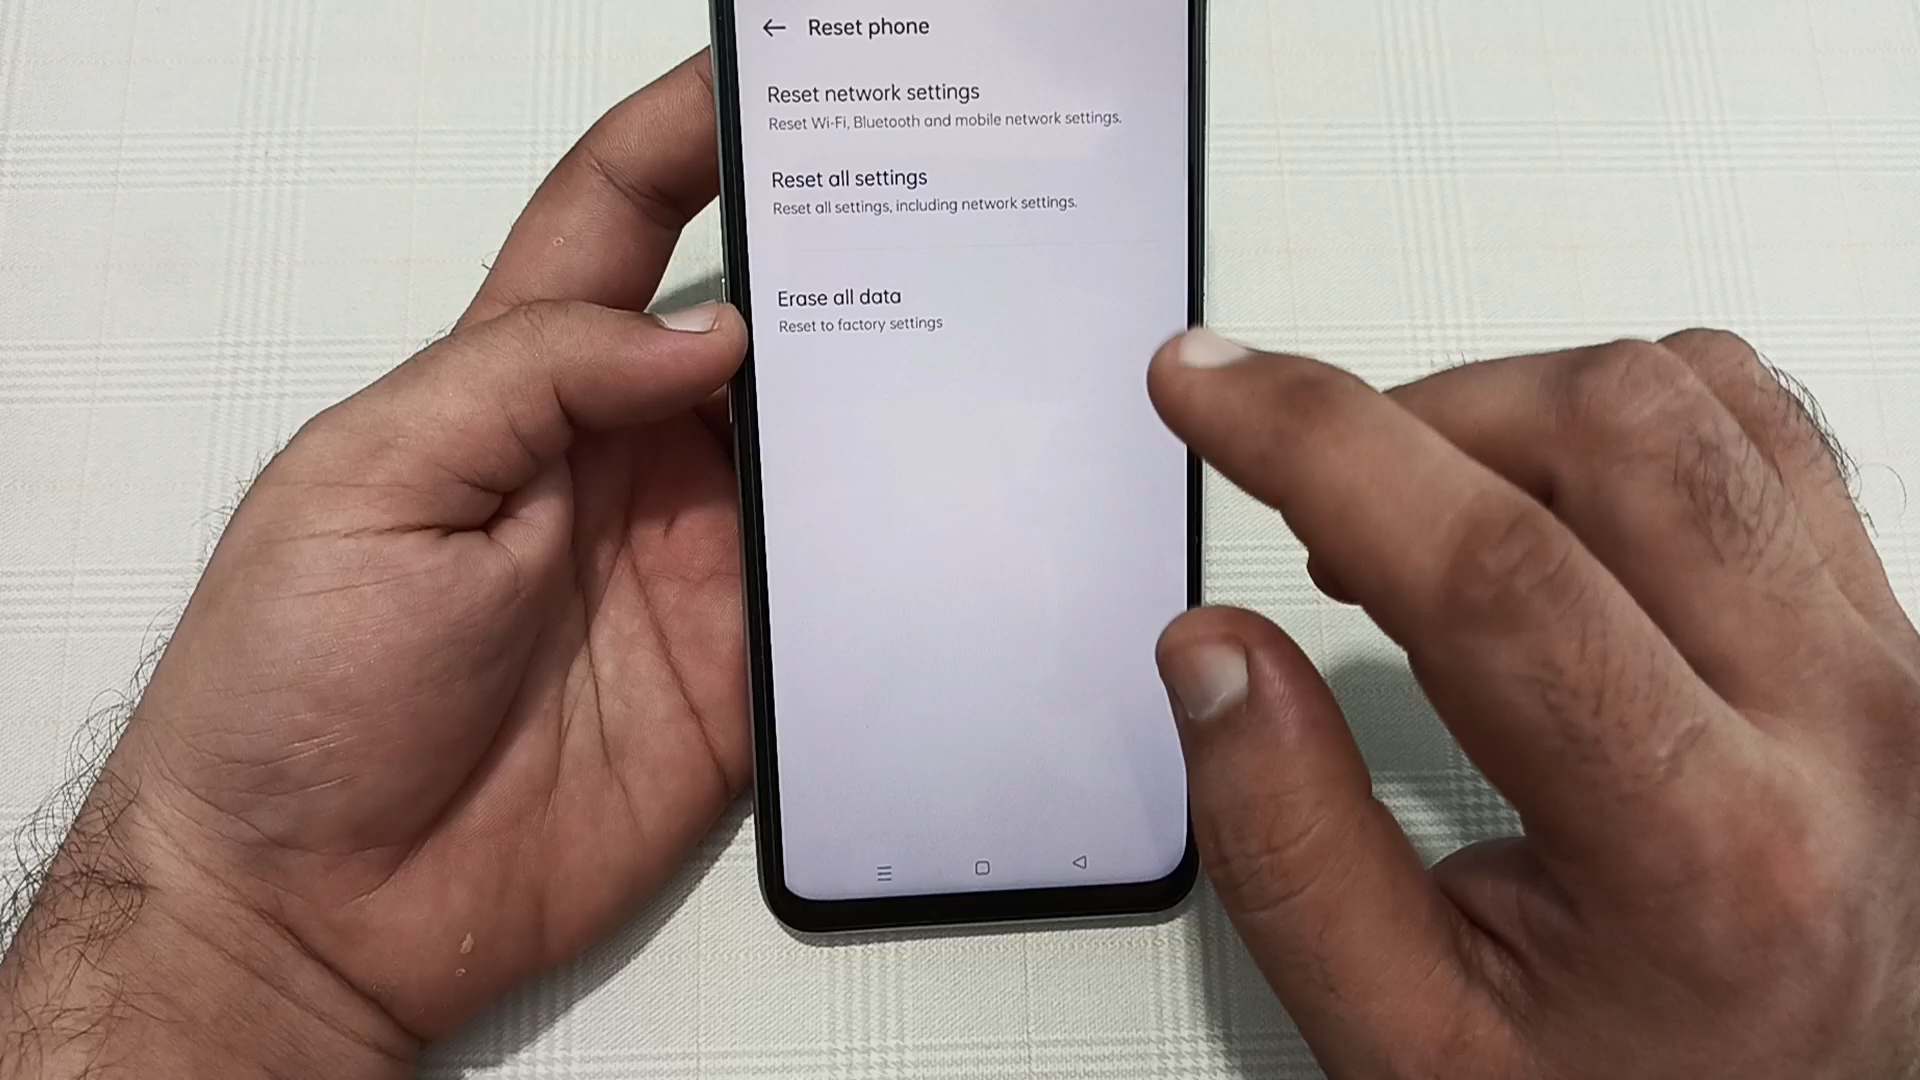 Reset phone
Reset network settings
Reset Wi-Fi, Bluetooth and mobile network settings.
Reset all settings
Reset all settings, including network settings.
Erase all data
Reset to factory settings